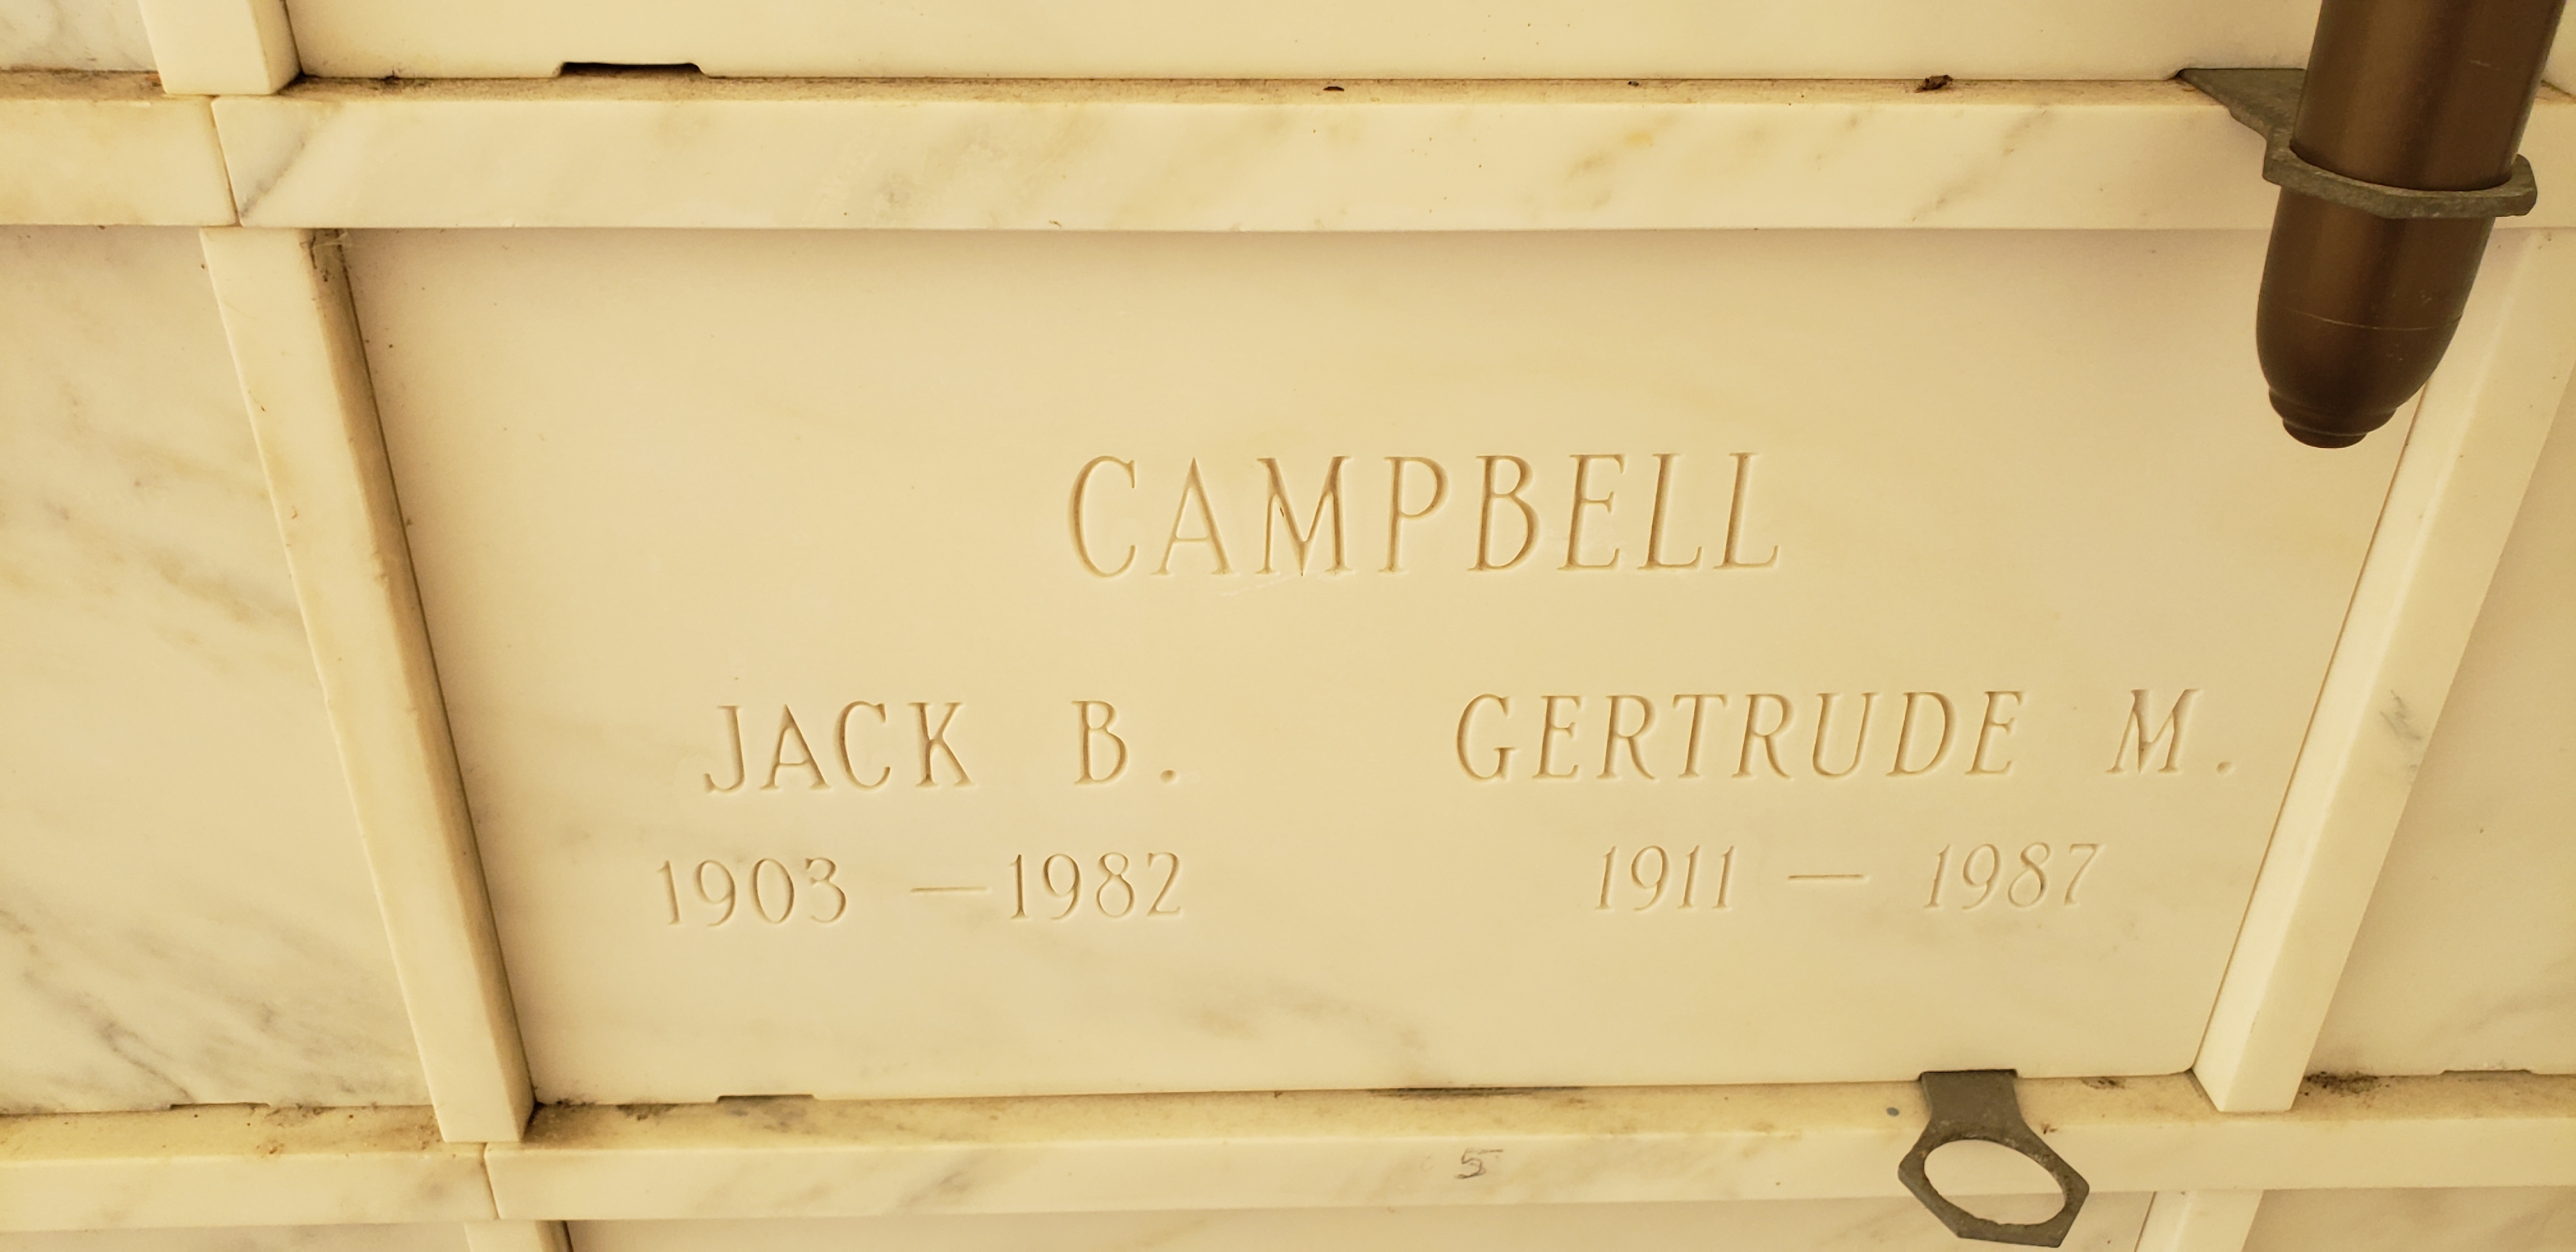 CAMPBELL
JACK B. GERTRUDE M.
1903 —1982 1911 — 1987
5